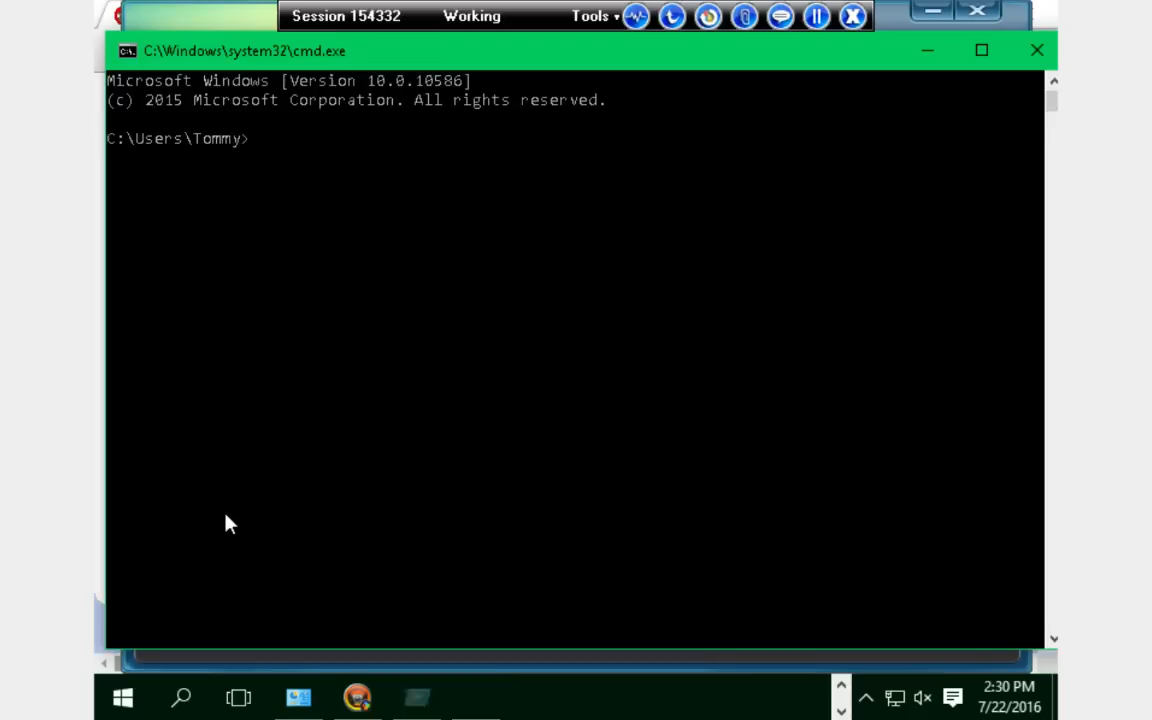 Session 154332 Working Tools
C:\Windows\system32\cmd.exe
Microsoft Windows [Version 10.0.10586]
(c) 2015 Microsoft Corporation. All rights reserved.
C:\Users\Tommy>
2:30 PM
7/22/2016